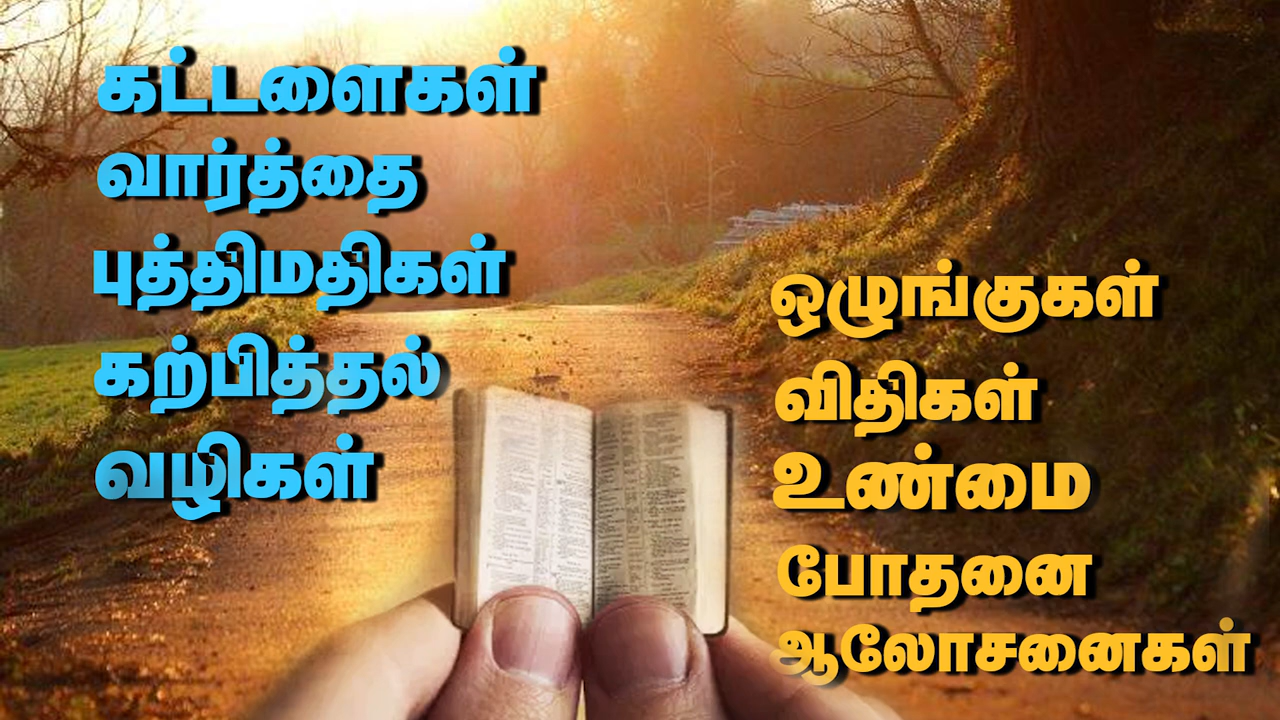 கட்டளைகள்
வார்த்தை
புத்திமதிகள்
கற்பித்தல்
வழிகள்
ஒழுங்குகள்
விதிகள்
உண்மை
போதனை
ஆலோசனைகள்